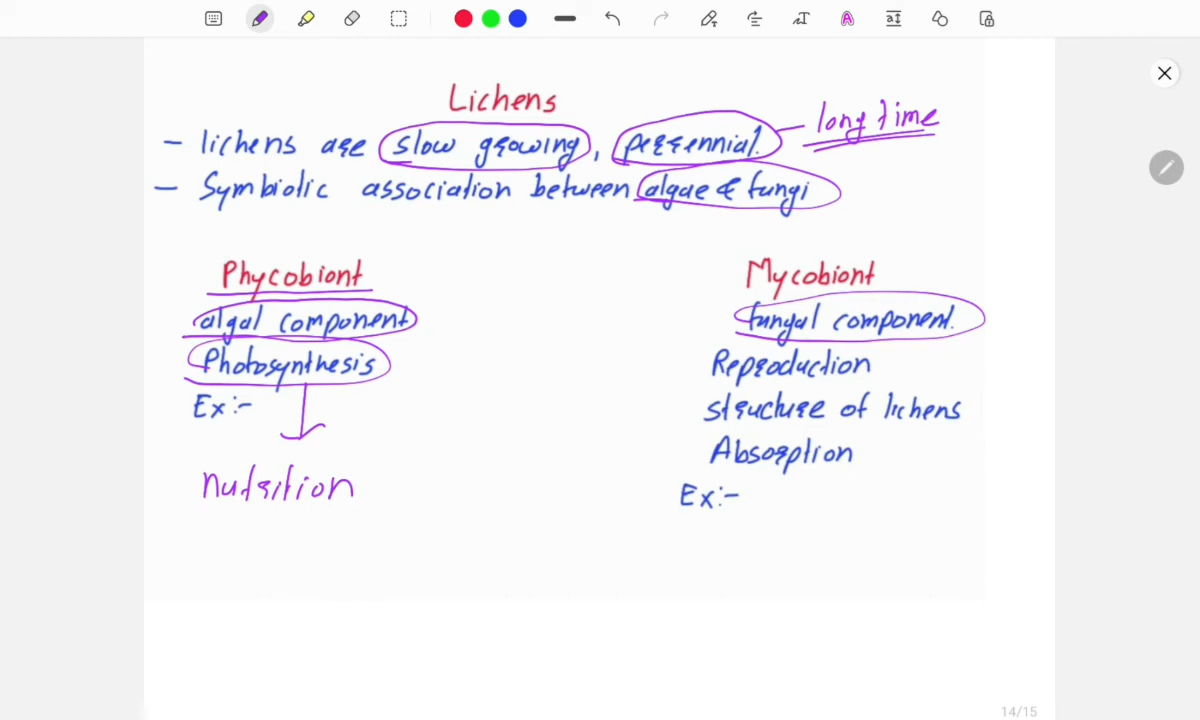 Lichens
- lichens are slow growing, perennial. - long time
- Symbiotic association between algae & fungi
Phycobiont
algal component
Photosynthesis
Ex:-
nutrition
Mycobiont
fungal component.
Reproduction
structure of lichens
Absorption
Ex:-
14/15